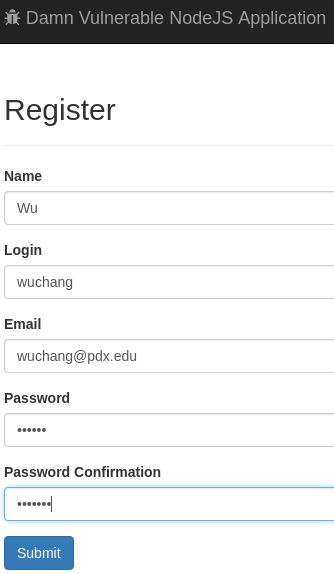 Damn Vulnerable NodeJS Application
Register
Name
Wu
Login
wuchang
Email
wuchang@pdx.edu
Password
••••••
Password Confirmation
•••••••
Submit